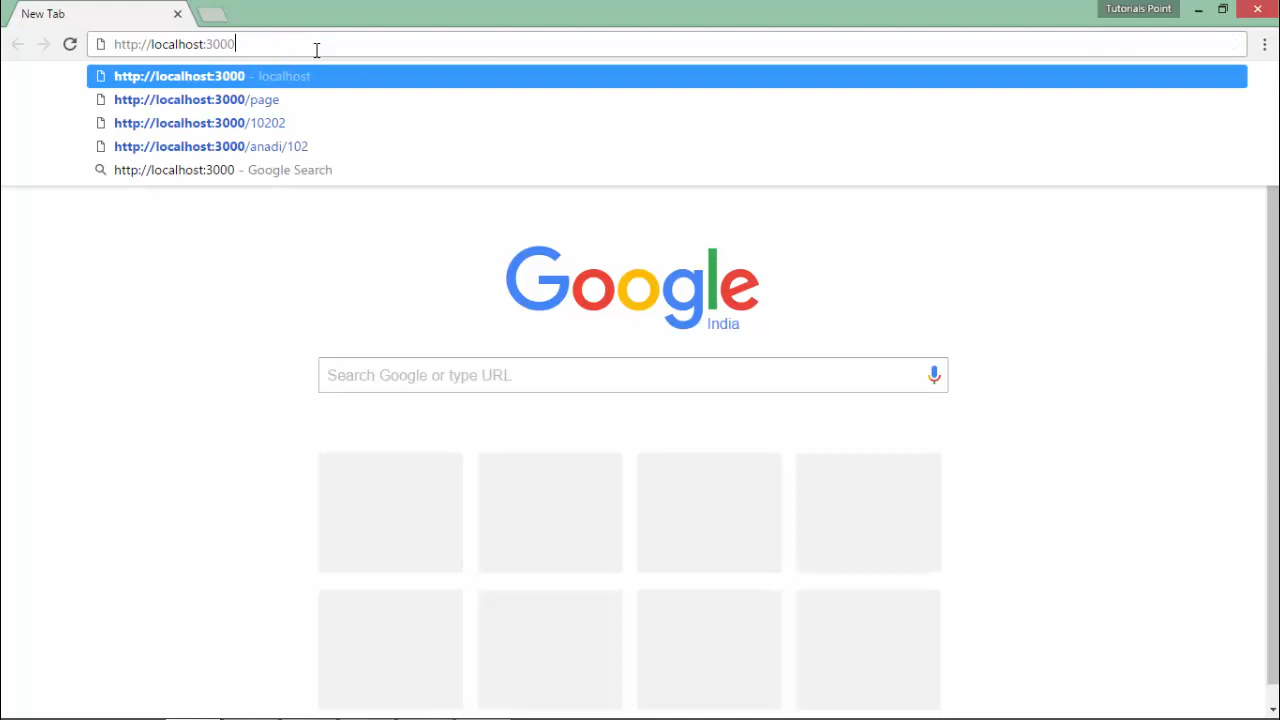 New Tab
Tutorials Point
http://localhost:3000
http://localhost:3000 - localhost
http://localhost:3000/page
http://localhost:3000/10202
http://localhost:3000/anadi/102
http://localhost:3000 - Google Search
Google
India
Search Google or type URL